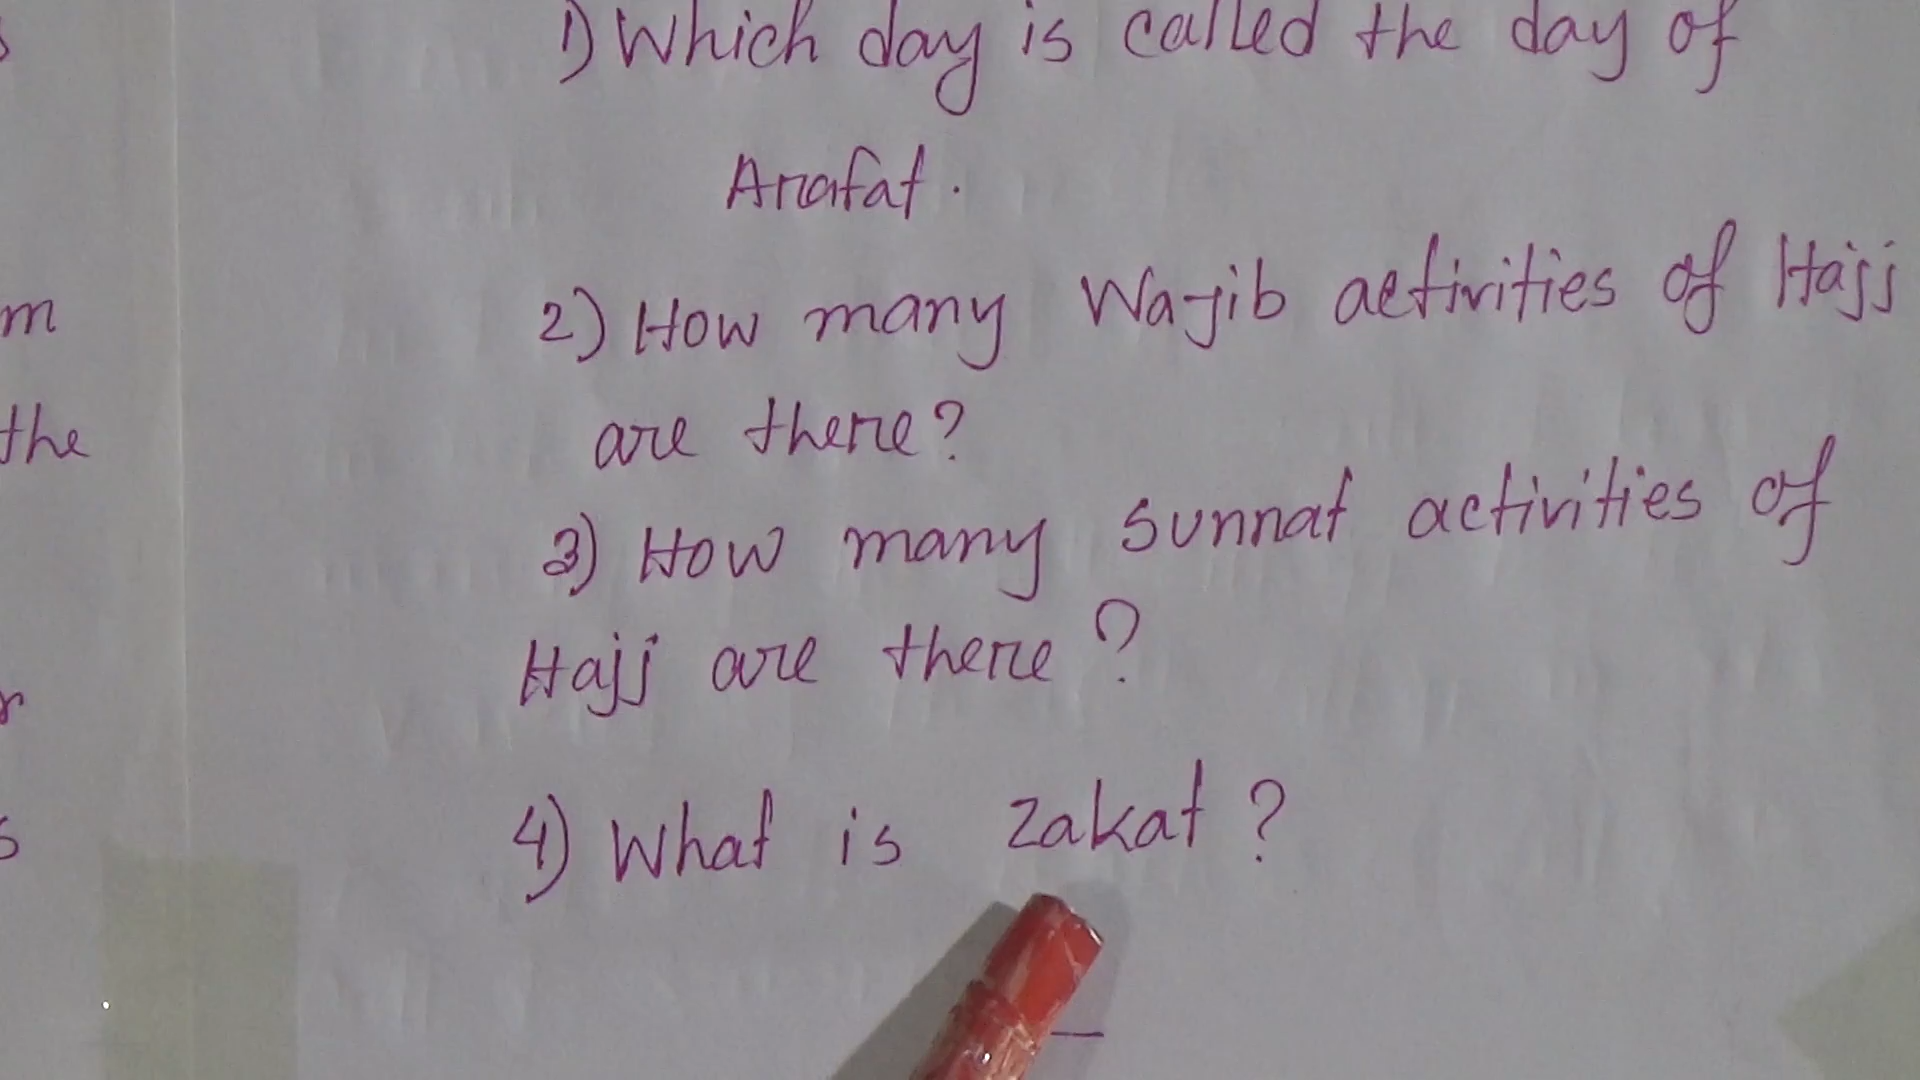 1) Which day is called the day of
Arafat.
2) How many Wajib activities of Hajj
are there?
3) How many sunnat activities of
Hajj are there?
4) What is zakat?
m
the
s